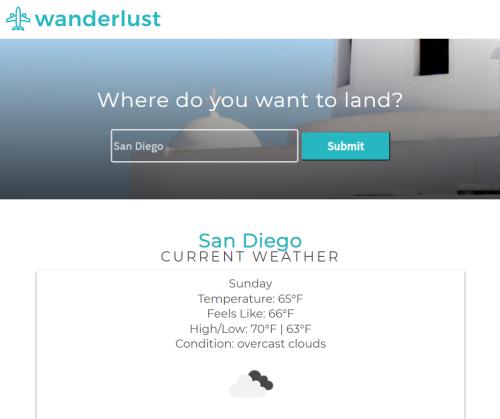 wanderlust
Where do you want to land?
San Diego Submit
San Diego
CURRENT WEATHER
Sunday
Temperature: 65°F
Feels Like: 66°F
High/Low: 70°F | 63°F
Condition: overcast clouds